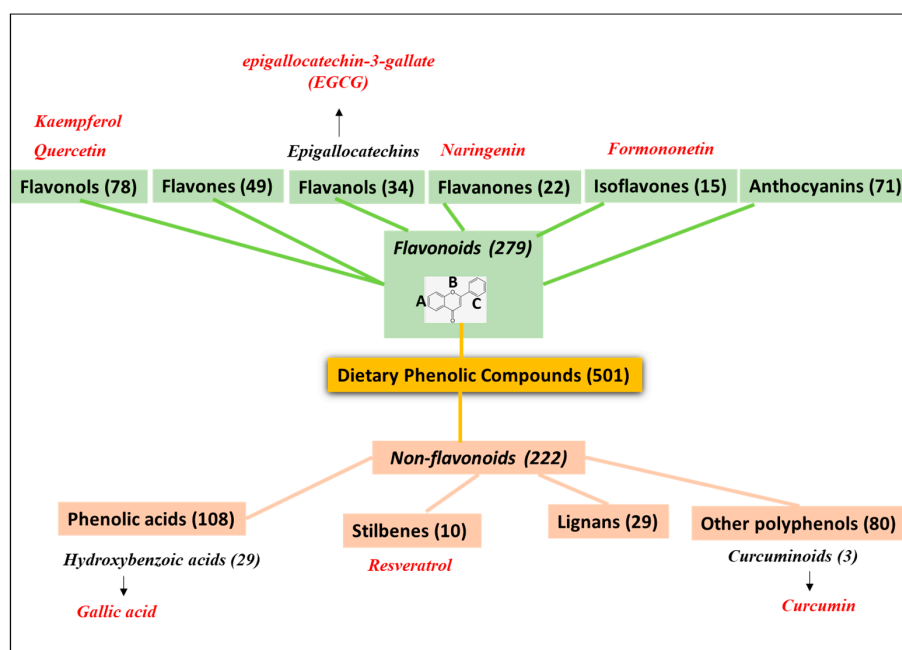 epigallocatechin-3-gallate
(EGCG)
Kaempferol
Quercetin
Epigallocatechins
Naringenin
Formononetin
Flavonols (78)
Flavones (49)
Flavanols (34)
Flavanones (22)
Isoflavones (15)
Anthocyanins (71)
Flavonoids (279)
B
O
A
C
O
Dietary Phenolic Compounds (501)
Non-flavonoids (222)
Phenolic acids (108)
Stilbenes (10)
Lignans (29)
Other polyphenols (80)
Hydroxybenzoic acids (29)
Resveratrol
Curcuminoids (3)
Gallic acid
Curcumin